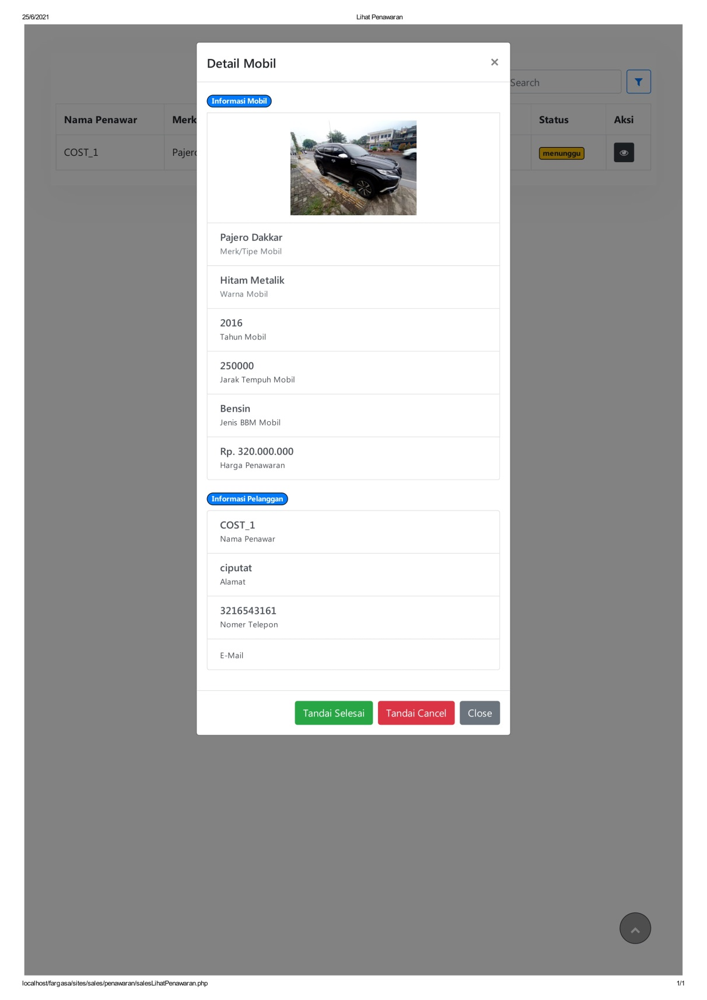 25/6/2021
Lihat Penawaran
Detail Mobil
×
Search
Informasi Mobil
Nama Penawar
Merk
Status
Aksi
COST_1
menunggu
Pajero Dakkar
Merk/Tipe Mobil
Hitam Metalik
Warna Mobil
2016
Tahun Mobil
250000
Jarak Tempuh Mobil
Bensin
Jenis BBM Mobil
Rp. 320.000.000
Harga Penawaran
Informasi Pelanggan
COST_1
Nama Penawar
ciputat
Alamat
3216543161
Nomer Telepon
E-Mail
Tandai Selesai
Tandai Cancel
Close
localhost/fargasa/sites/sales/penawaran/salesLihatPenawaran.php
1/1